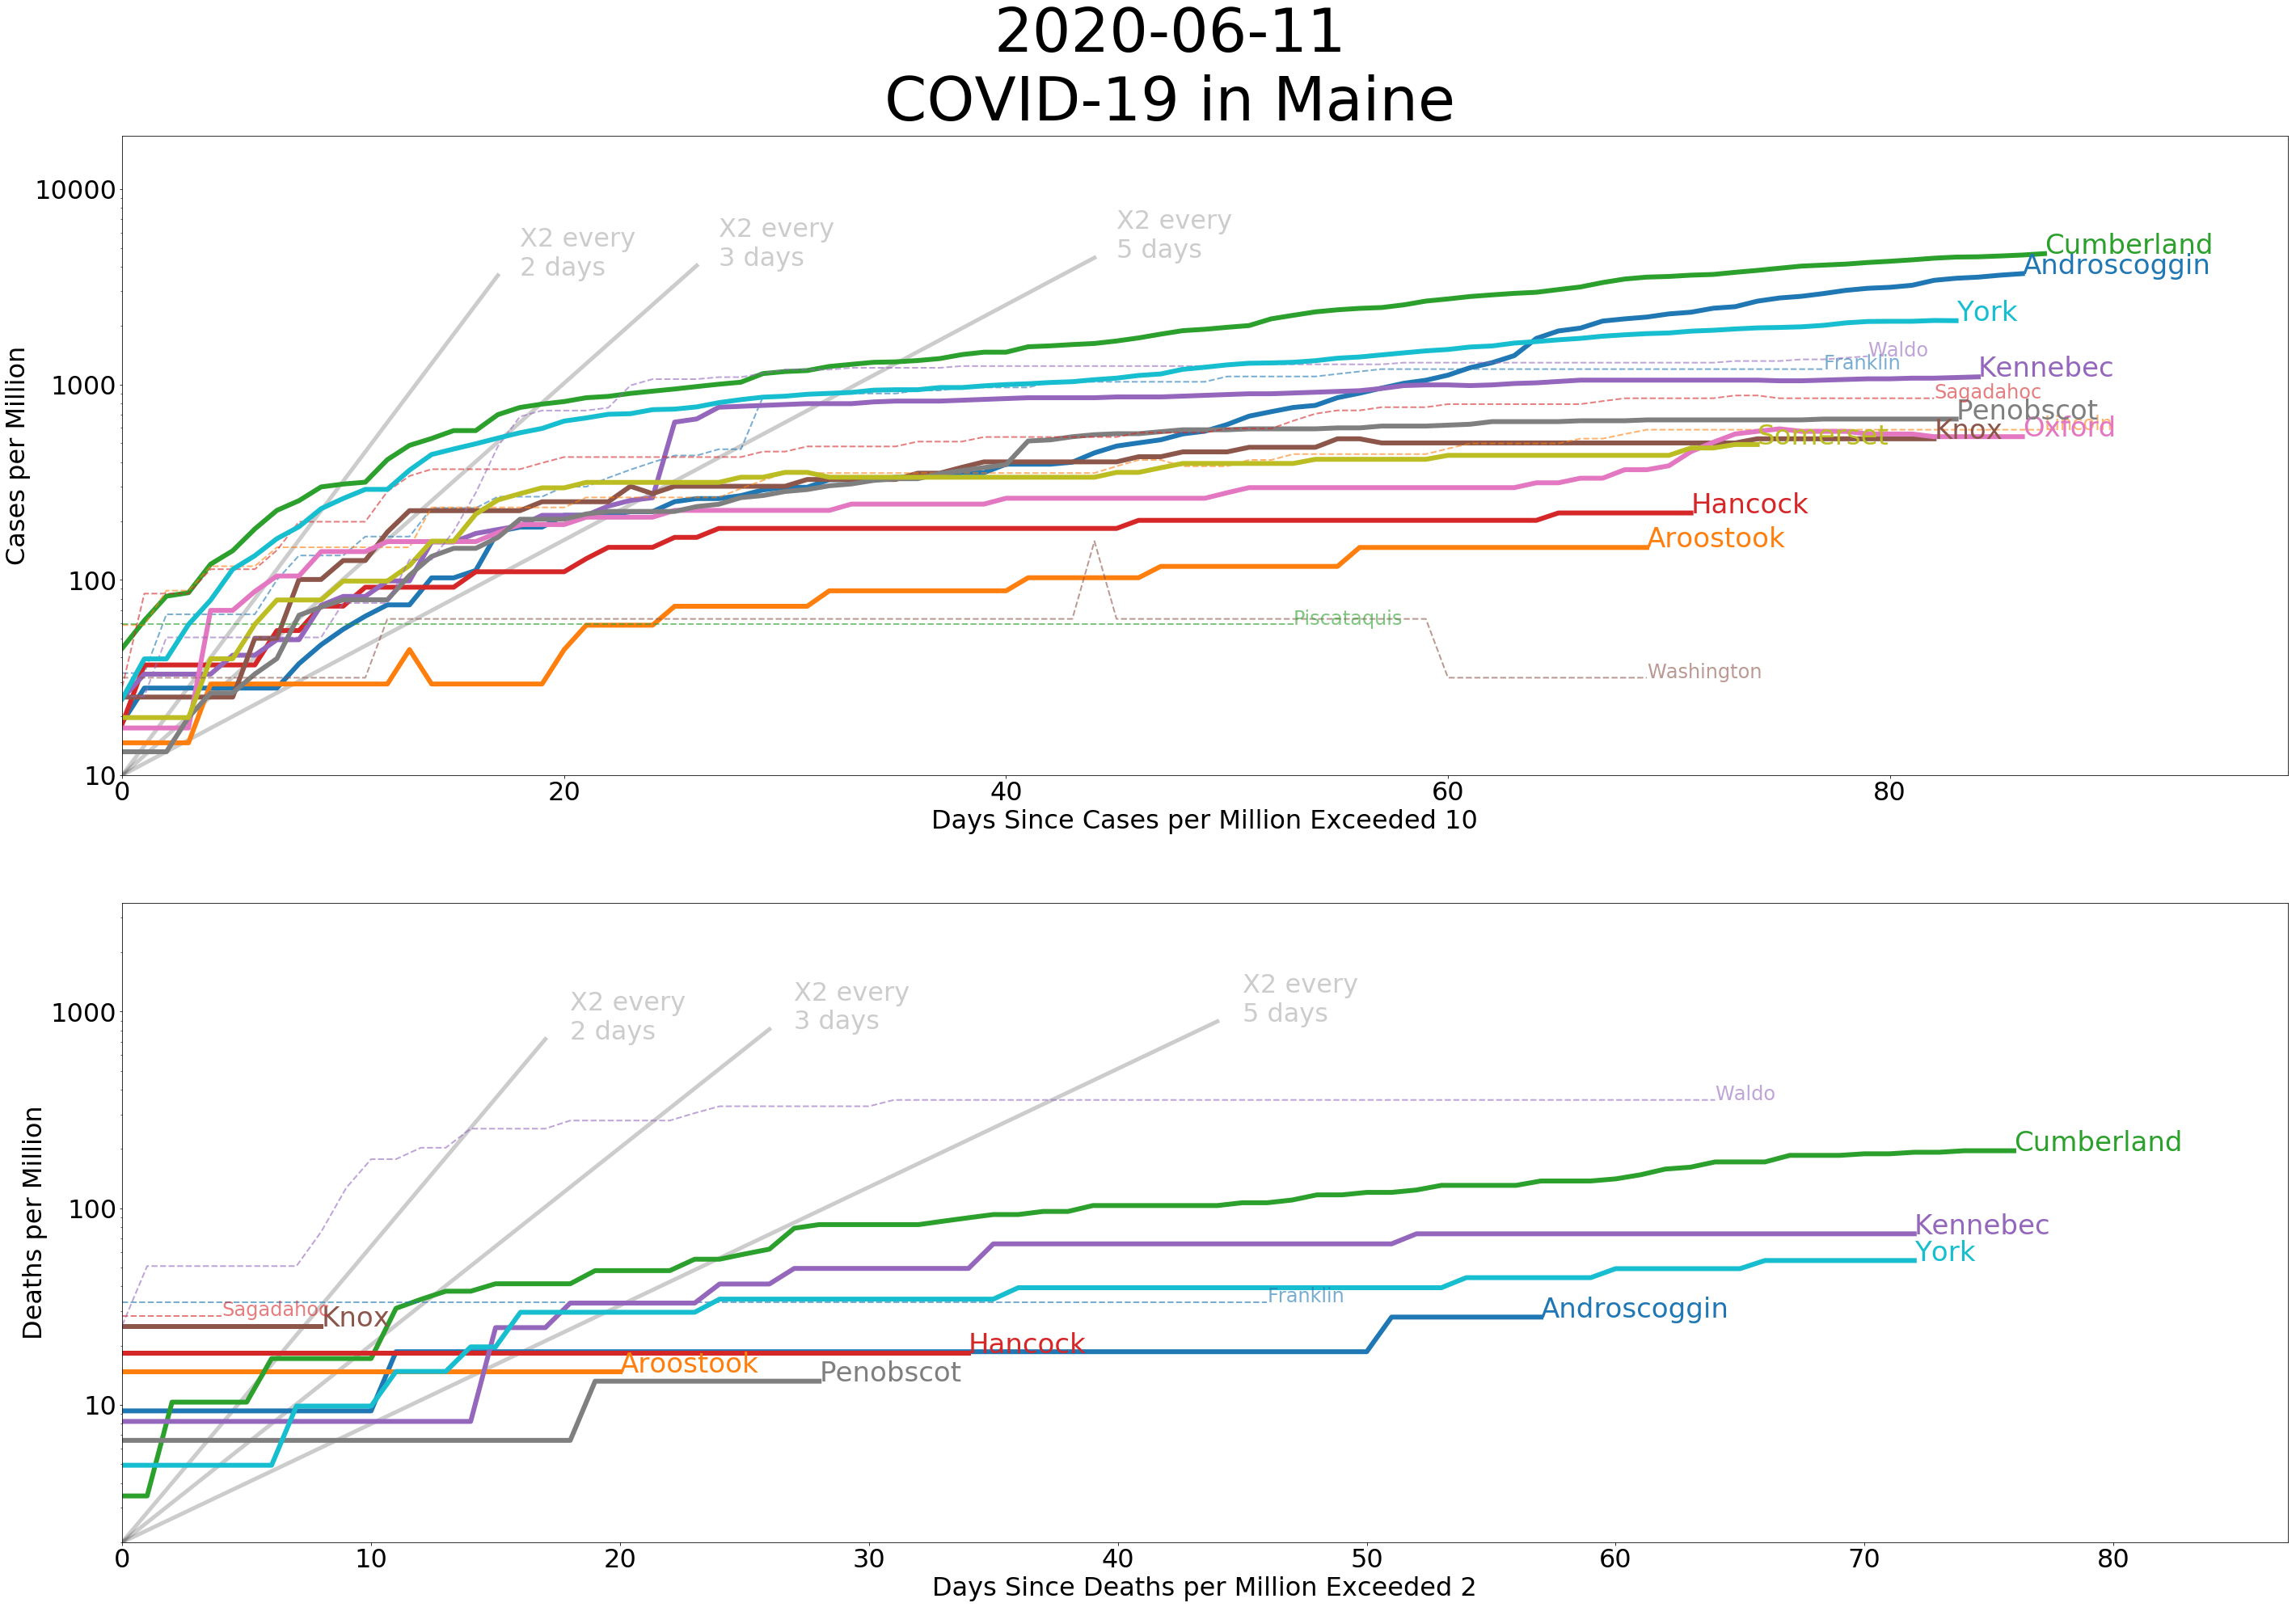 2020-06-11
COVID-19 in Maine
Cases per Million
10000
1000
100
10
X2 every
2 days
X2 every
3 days
X2 every
5 days
Cumberland
Androscoggin
York
Waldo
Franklin
Kennebec
Sagadahoc
Penobscot
Lincoln
Oxford
Knox
Somerset
Hancock
Aroostook
Piscataquis
Washington
0
20
40
60
80
Days Since Cases per Million Exceeded 10
Deaths per Million
1000
100
10
X2 every
2 days
X2 every
3 days
X2 every
5 days
Waldo
Cumberland
Kennebec
York
Franklin
Sagadahoc
Knox
Androscoggin
Hancock
Aroostook
Penobscot
0
10
20
30
40
50
60
70
80
Days Since Deaths per Million Exceeded 2